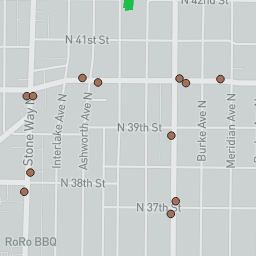 N 42nd St
N 41st St
Stone Way N
Interlake Ave N
Ashworth Ave N
N 39th St
Burke Ave N
Meridian Ave N
N 38th St
N 37th St
RoRo BBQ